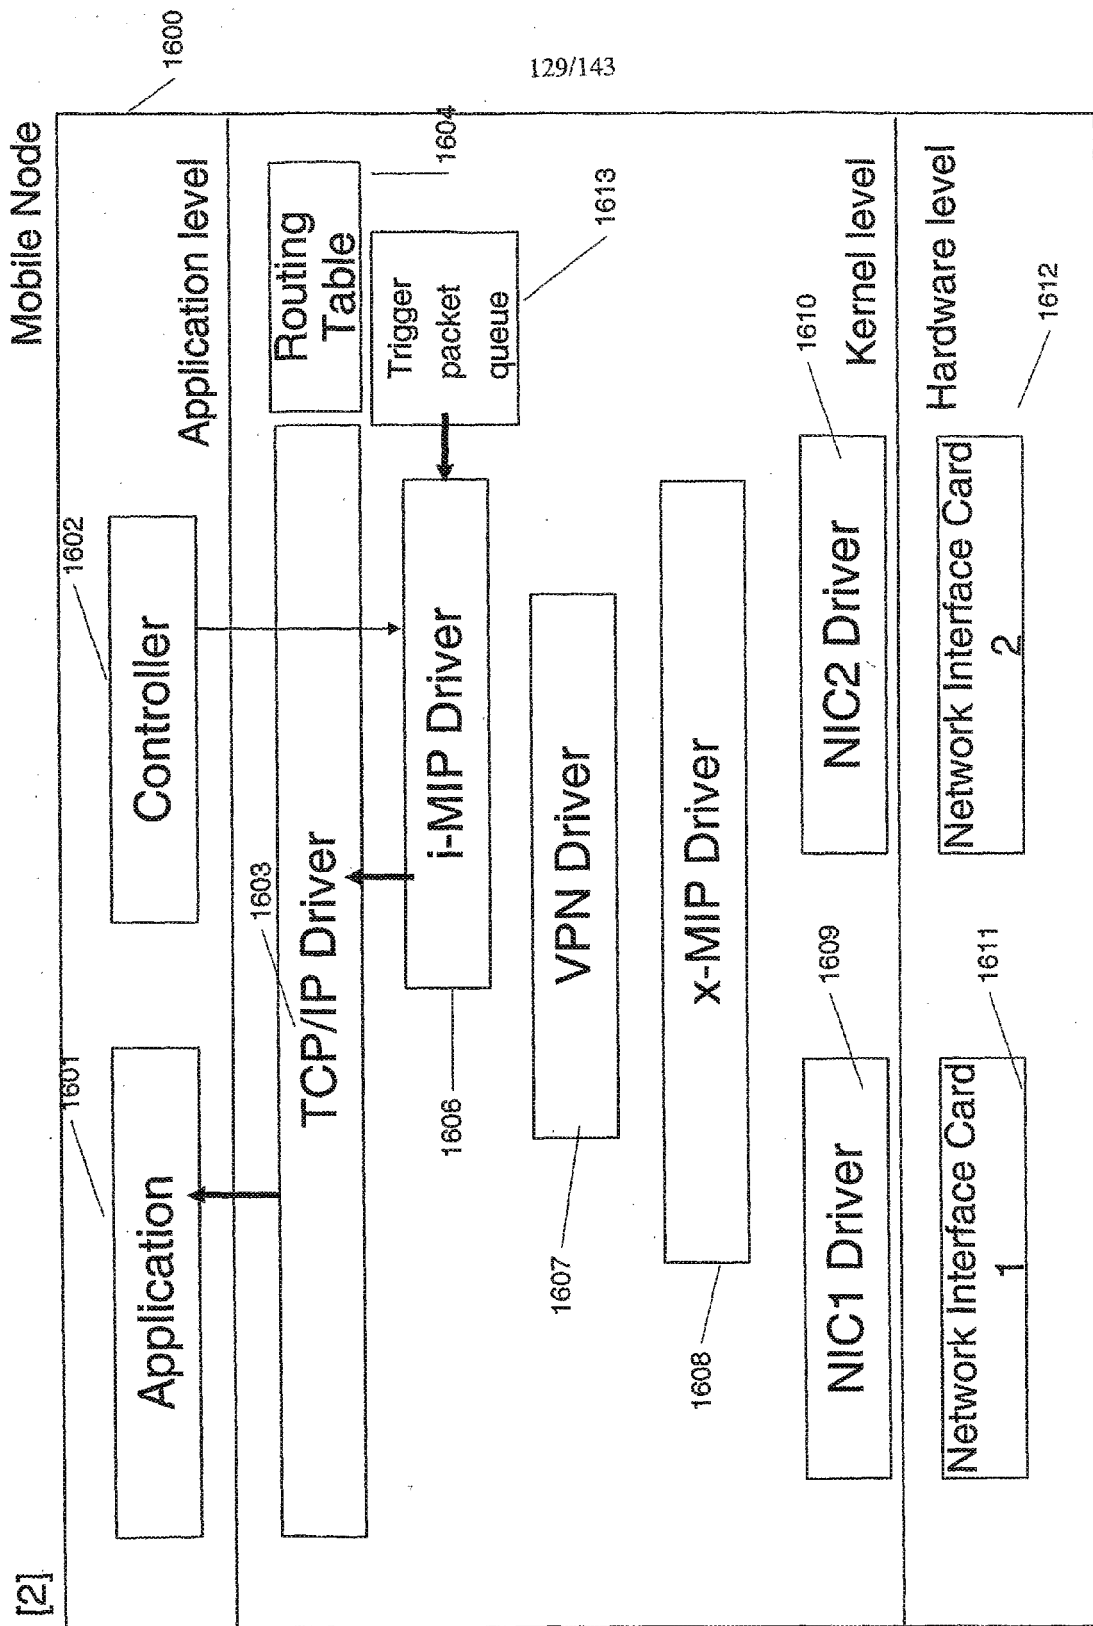 129/143
[2]
Mobile Node
1600
Application level
1601
Application
1602
Controller
1603
TCP/IP Driver
Routing
Table
1604
Trigger
packet
queue
1613
i-MIP Driver
1606
VPN Driver
1607
x-MIP Driver
1608
NIC1 Driver
1609
NIC2 Driver
1610
Kernel level
Hardware level
Network Interface Card
1
1611
Network Interface Card
2
1612